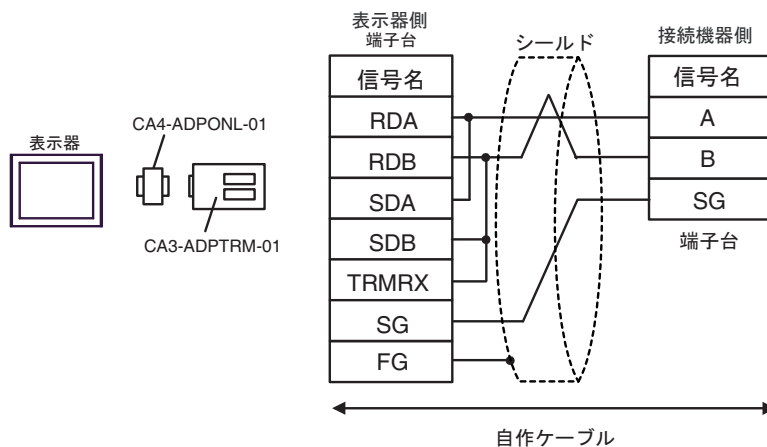 表示器
CA4-ADPONL-01
CA3-ADPTRM-01
表示器側
端子台
信号名
RDA
RDB
SDA
SDB
TRMRX
SG
FG
シールド
接続機器側
信号名
A
B
SG
端子台
自作ケーブル